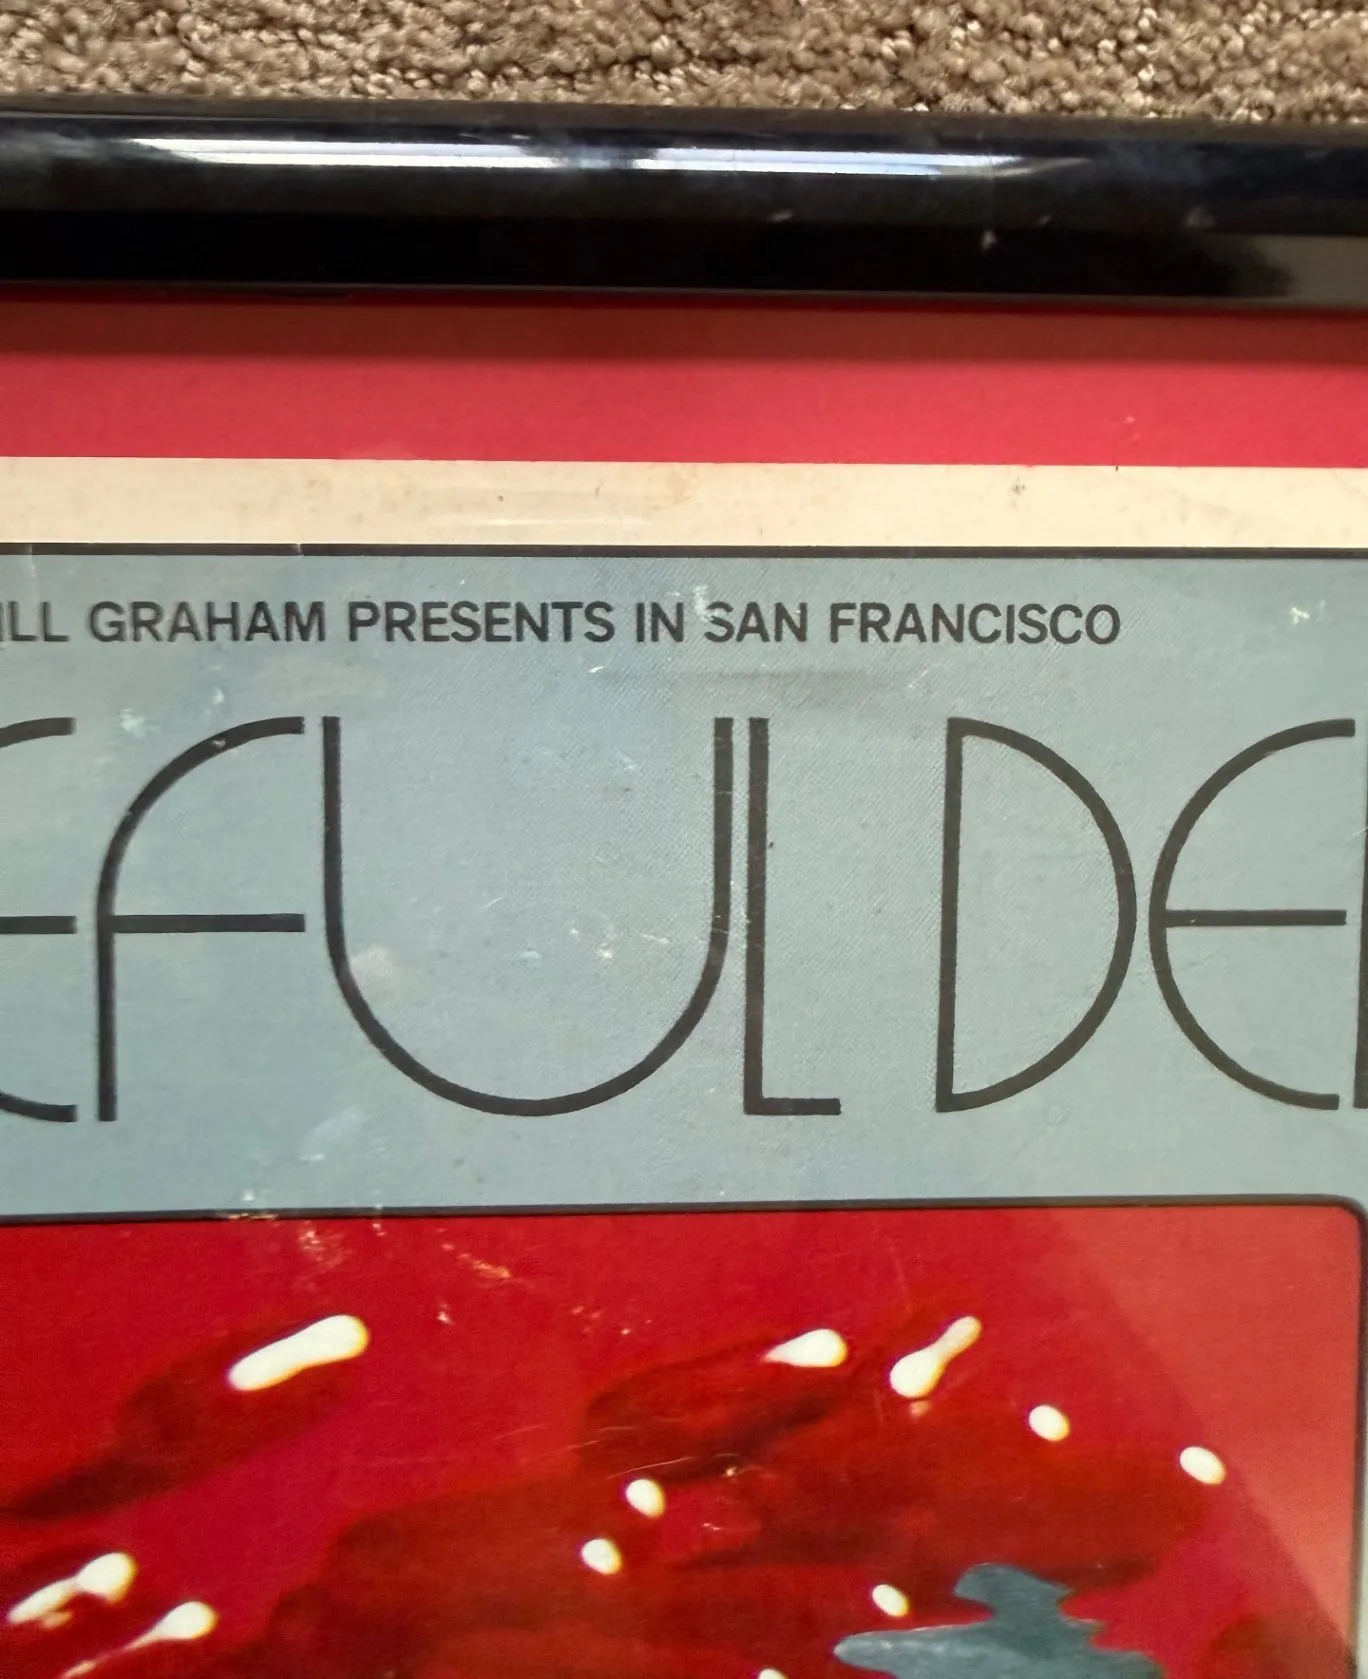 ILL GRAHAM PRESENTS IN SAN FRANCISCO
EFUL DE